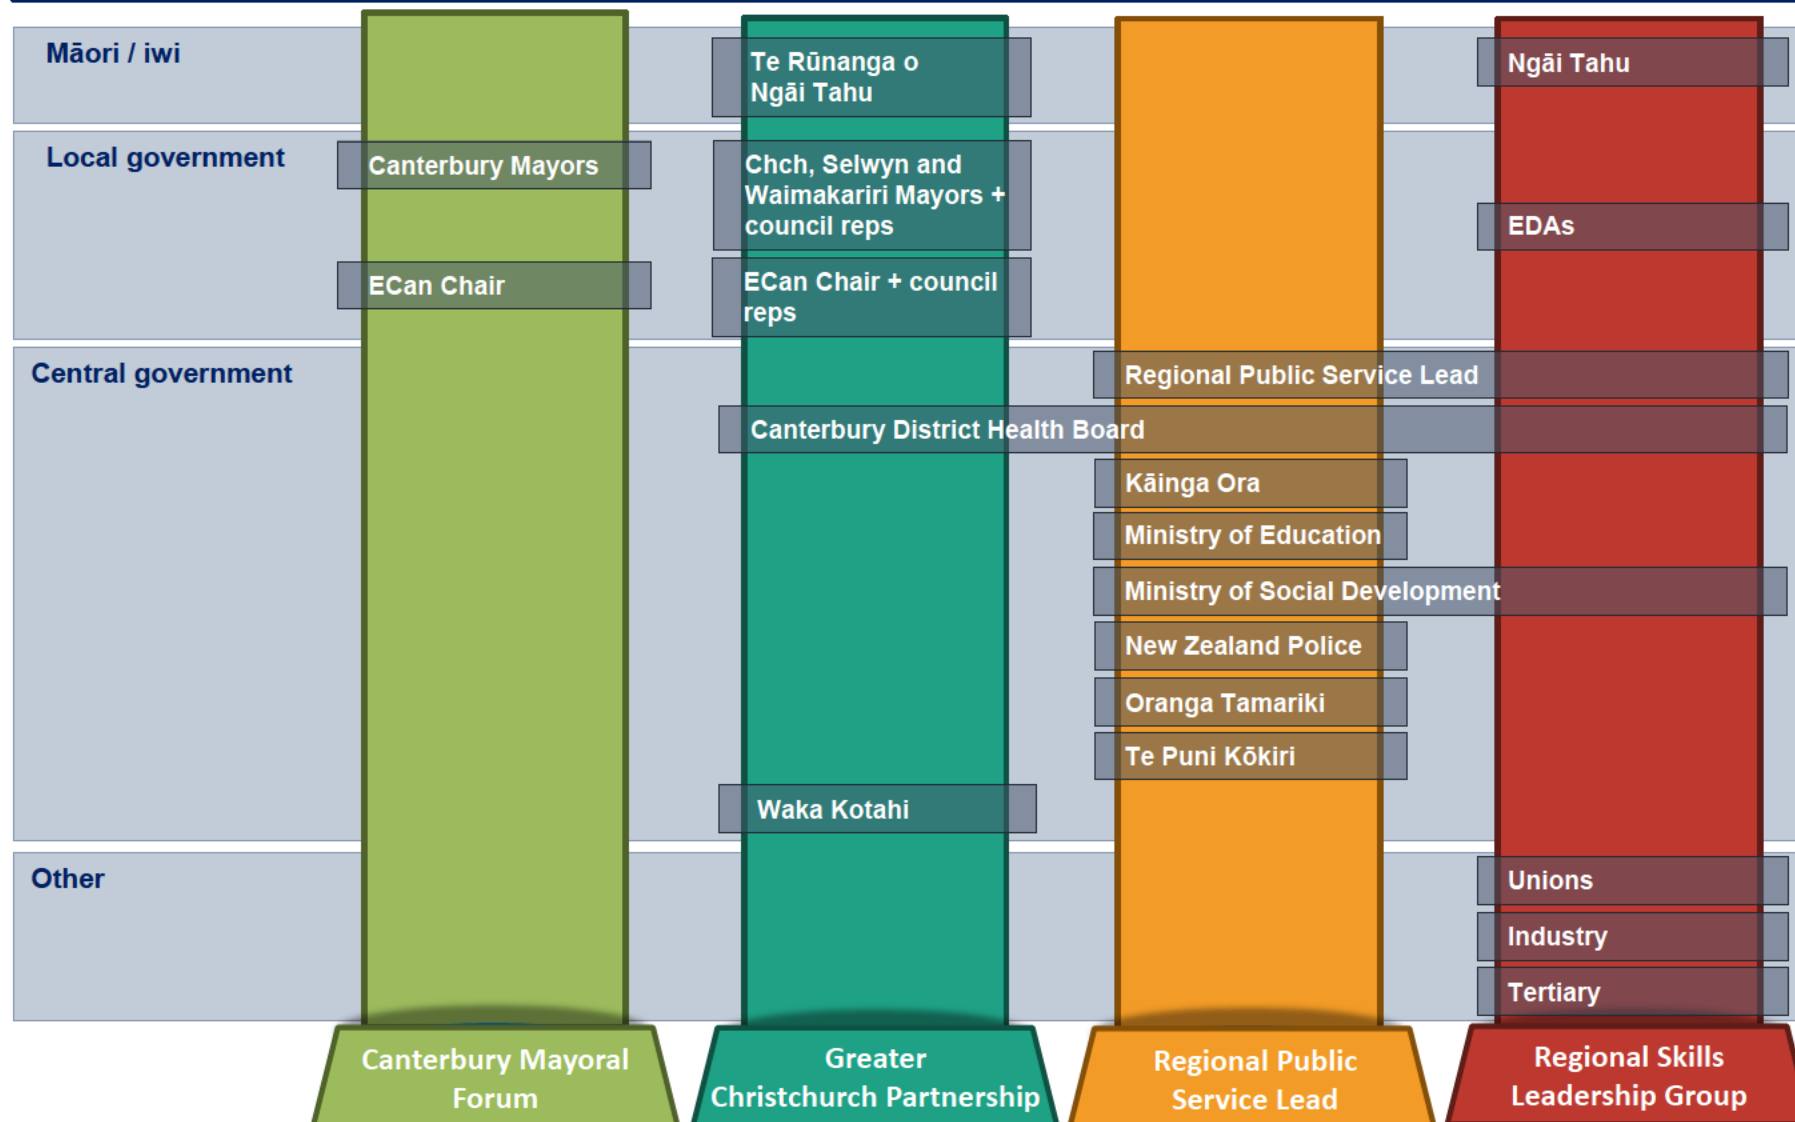 Māori / iwi
Te Rūnanga o
Ngāi Tahu
Ngāi Tahu
Local government
Canterbury Mayors
Chch, Selwyn and
Waimakariri Mayors +
council reps
EDAs
ECan Chair
ECan Chair + council
reps
Central government
Regional Public Service Lead
Canterbury District Health Board
Kāinga Ora
Ministry of Education
Ministry of Social Development
New Zealand Police
Oranga Tamariki
Te Puni Kōkiri
Waka Kotahi
Other
Unions
Industry
Tertiary
Canterbury Mayoral
Forum
Greater
Christchurch Partnership
Regional Public
Service Lead
Regional Skills
Leadership Group